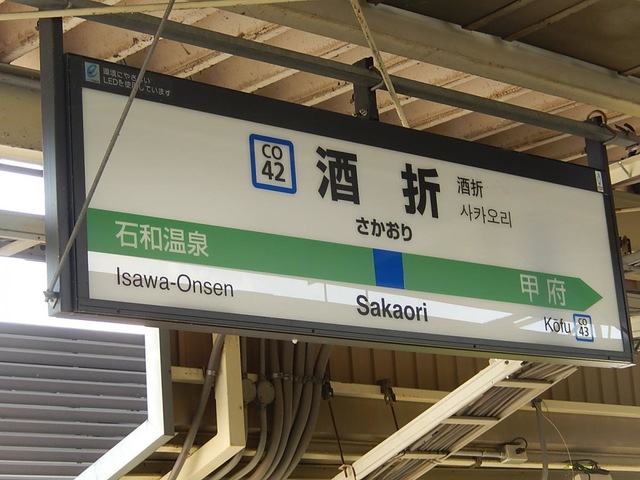 環境にやさしい
LEDを使用しています
CO
42
酒折
酒折
사카오리
さかおり
石和温泉
甲府
Isawa-Onsen
Sakaori
Kōfu
CO
43